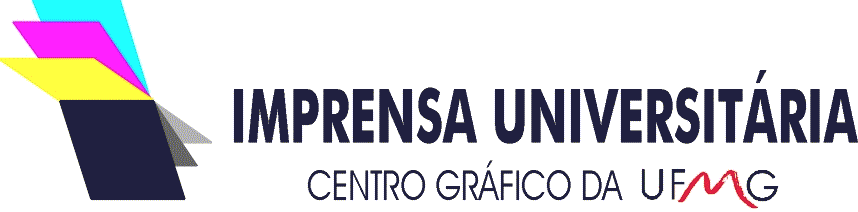 IMPRENSA UNIVERSITÁRIA
CENTRO GRÁFICO DA UFMG